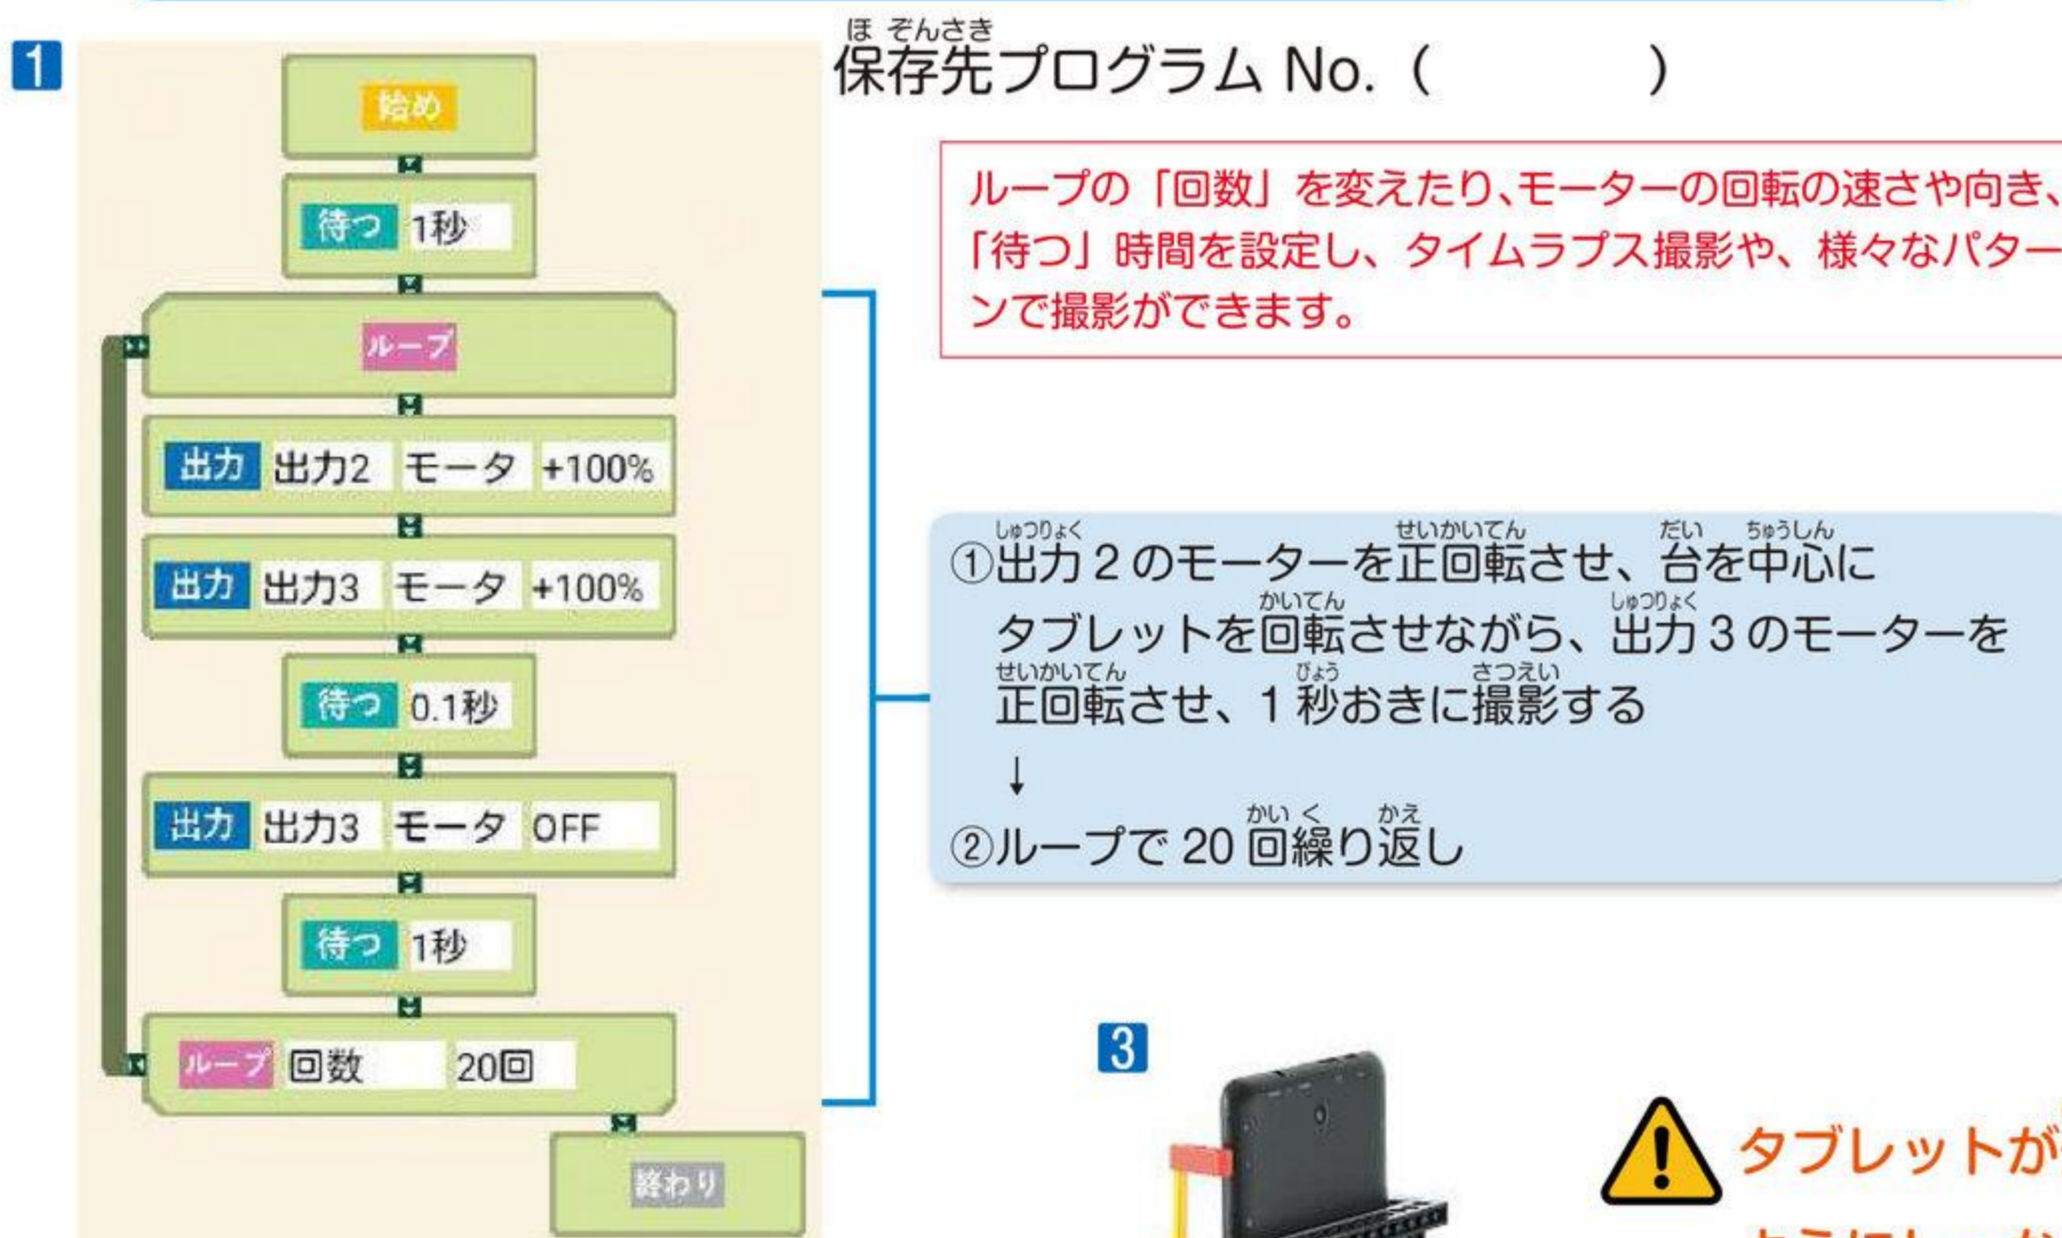 1
保存先プログラム No. (　　　)
ほ ぞんさき
始め
待つ 1秒
ループ
出力 出力2 モータ +100%
出力 出力3 モータ +100%
待つ 0.1秒
出力 出力3 モータ OFF
待つ 1秒
ループ 回数 20回
終わり
ループの「回数」を変えたり、モーターの回転の速さや向き、
「待つ」時間を設定し、タイムラプス撮影や、様々なパター
ンで撮影ができます。
しゅつりょく せいかいてん だい ちゅうしん
①出力2のモーターを正回転させ、台を中心に
かいてん しゅつりょく
タブレットを回転させながら、出力3のモーターを
せいかいてん びょう さつえい
正回転させ、1秒おきに撮影する
↓
かい く かえ
②ループで20回繰り返し
3
タブレットが